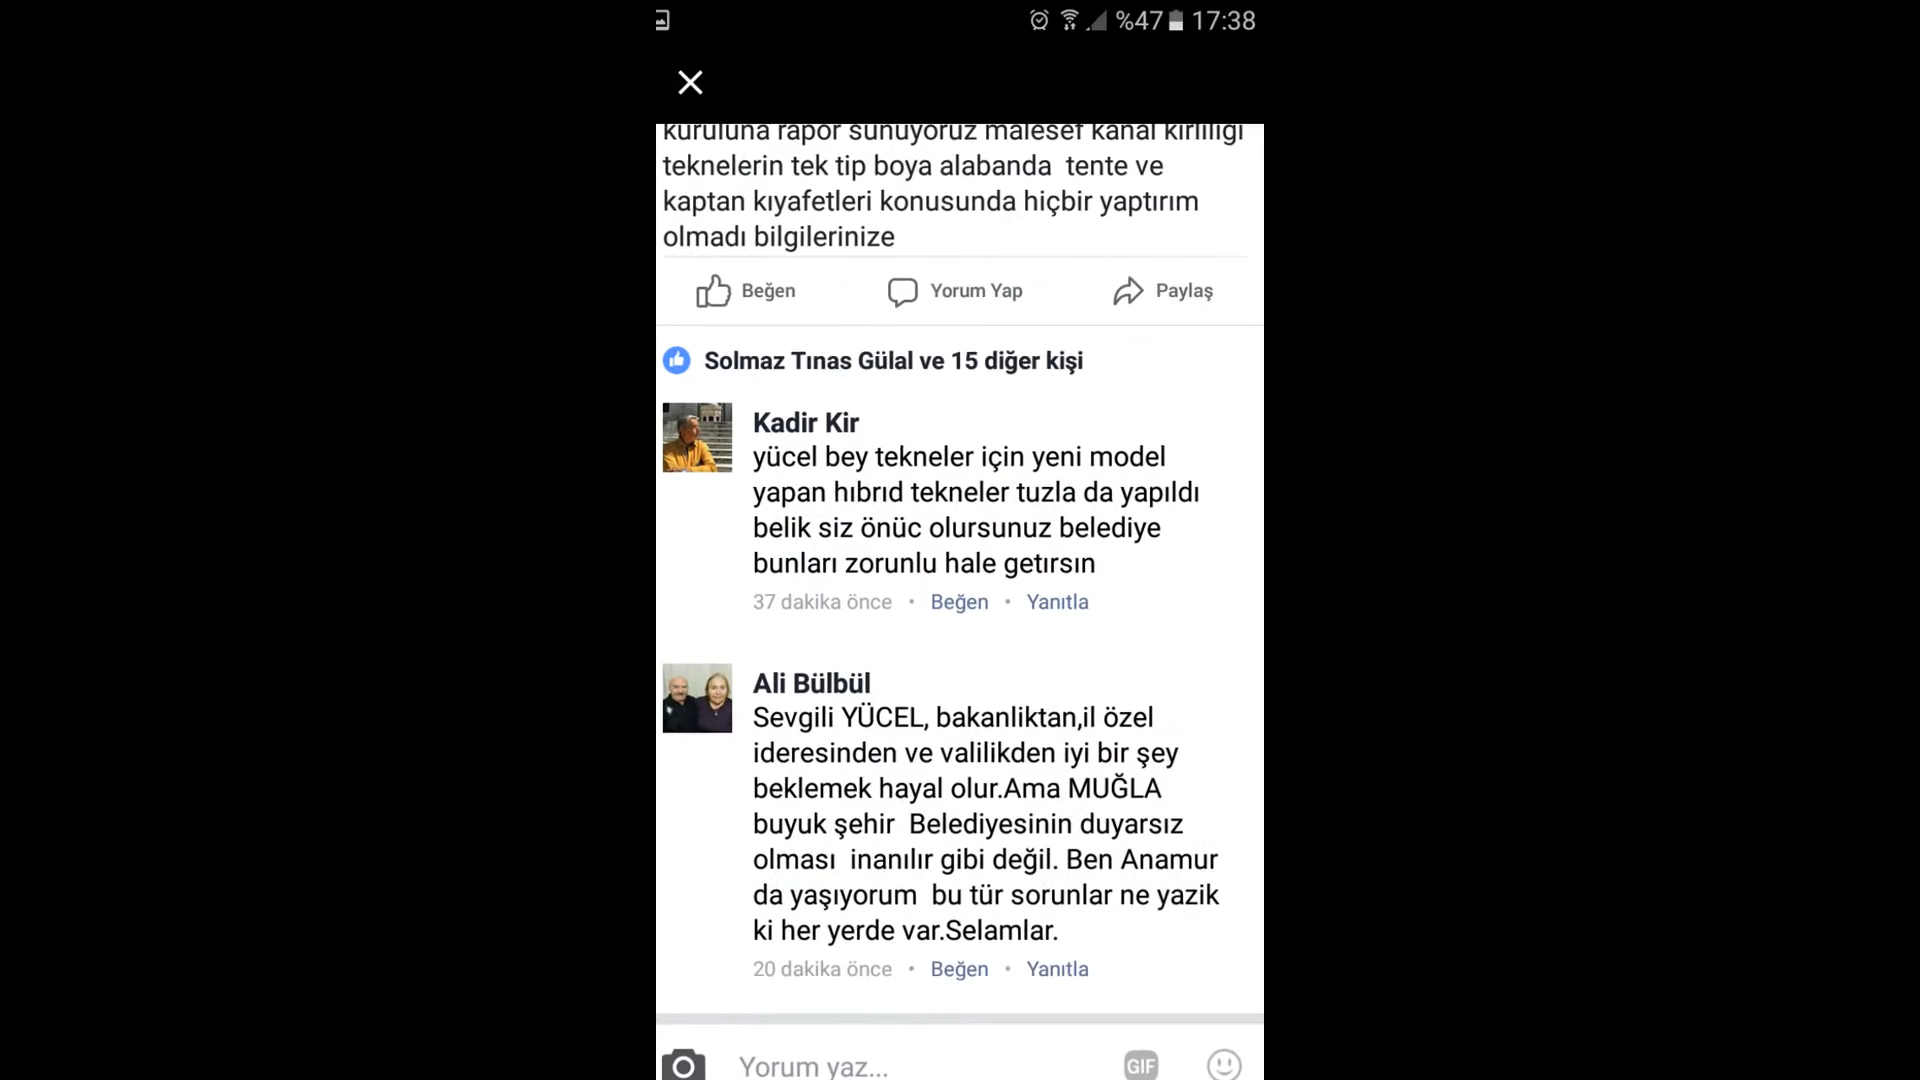 %47 17:38
kuruluna rapor sunuyoruz malesef kanal kirliliği
teknelerin tek tip boya alabanda tente ve
kaptan kıyafetleri konusunda hiçbir yaptırım
olmadı bilgilerinize
Beğen Yorum Yap Paylaş
Solmaz Tınas Gülal ve 15 diğer kişi
Kadir Kir
yücel bey tekneler için yeni model
yapan hıbrıd tekneler tuzla da yapıldı
belik siz önüc olursunuz belediye
bunları zorunlu hale getırsın
37 dakika önce • Beğen • Yanıtla
Ali Bülbül
Sevgili YÜCEL, bakanliktan,il özel
ideresinden ve valilikden iyi bir şey
beklemek hayal olur.Ama MUĞLA
buyuk şehir Belediyesinin duyarsız
olması inanılır gibi değil. Ben Anamur
da yaşıyorum bu tür sorunlar ne yazik
ki her yerde var.Selamlar.
20 dakika önce • Beğen • Yanıtla
Yorum yaz... GIF